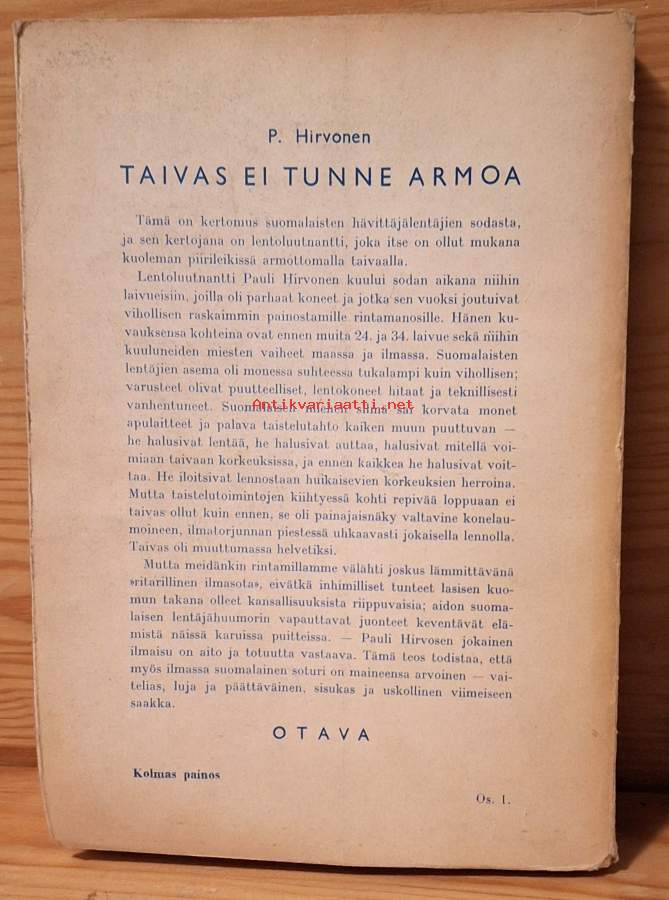 P. Hirvonen
TAIVAS EI TUNNE ARMOA
Tämä on kertomus suomalaisten hävittäjälentäjien sodasta,
ja sen kertojana on lentoluutnantti, joka itse on ollut mukana
kuoleman piirileikissä armottomalla taivaalla.
Lentoluutnantti Pauli Hirvonen kuului sodan aikana niihin
laivueisiin, joilla oli parhaat koneet ja jotka sen vuoksi joutuivat
vihollisen raskaimmin painostamille rintamanosille. Hänen ku-
vauksensa kohteina ovat ennen muita 24. ja 34. laivue sekä niihin
kuuluneiden miesten vaiheet maassa ja ilmassa. Suomalaisten
lentäjien asema oli monessa suhteessa tukalampi kuin vihollisen;
varusteet olivat puutteelliset, lentokoneet hitaat ja teknillisesti
vanhentuneet. Suomalaisen miehen silmä sai korvata monet
Antikvariaatti.net
apulaitteet ja palava taistelutahto kaiken muun puuttuvan —
he halusivat lentää, he halusivat auttaa, halusivat mitellä voi-
miaan taivaan korkeuksissa, ja ennen kaikkea he halusivat voit-
taa. He iloitsivat lennostaan huikaisevien korkeuksien herroina.
Mutta taistelutoimintojen kiihtyessä kohti repivää loppuaan ei
taivas ollut kuin ennen, se oli painajaisnäky valtavine konelau-
moineen, ilmatorjunnan piestessä uhkaavasti jokaisella lennolla.
Taivas oli muuttumassa helvetiksi.
Mutta meidänkin rintamillamme välähti joskus lämmittävänä
»ritarillinen ilmasota», eivätkä inhimilliset tunteet lasisen kuo-
mun takana olleet kansallisuuksista riippuvaisia; aidon suoma-
laisen lentäjähuumorin vapauttavat juonteet keventävät elä-
mistä näissä karuissa puitteissa. — Pauli Hirvosen jokainen
ilmaisu on aito ja totuutta vastaava. Tämä teos todistaa, että
myös ilmassa suomalainen soturi on maineensa arvoinen — vai-
telias, luja ja päättäväinen, sisukas ja uskollinen viimeiseen
saakka.
OTAVA
Kolmas painos
Os. 1.